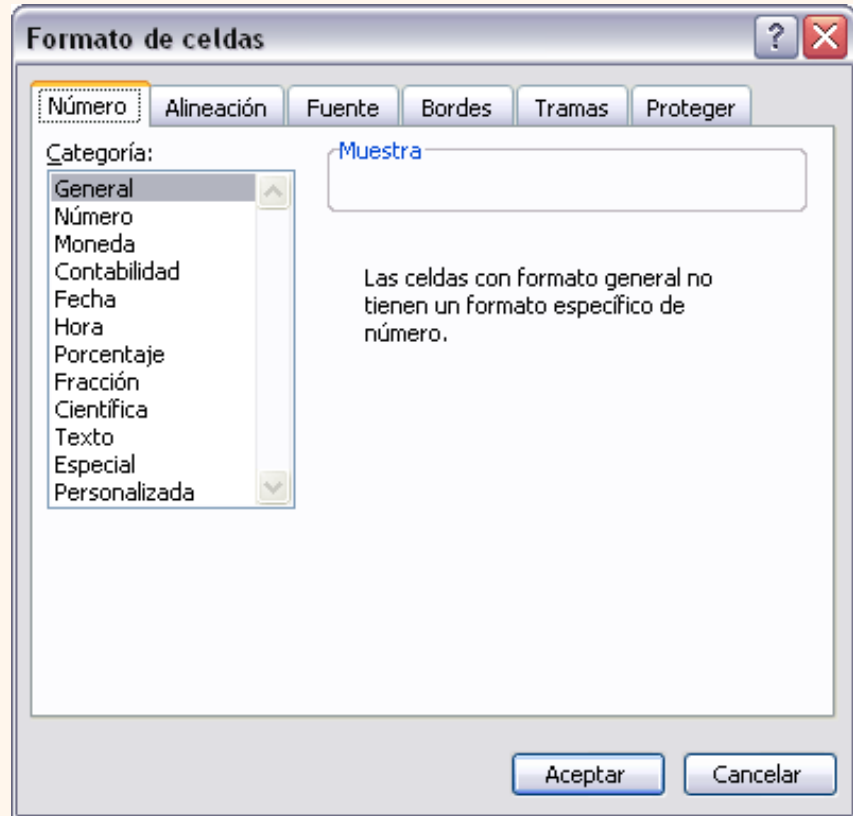 Formato de celdas
?
Número Alineación Fuente Bordes Tramas Proteger
Categoría:
General
Número
Moneda
Contabilidad
Fecha
Hora
Porcentaje
Fracción
Científica
Texto
Especial
Personalizada
Muestra
Las celdas con formato general no
tienen un formato específico de
número.
Aceptar Cancelar